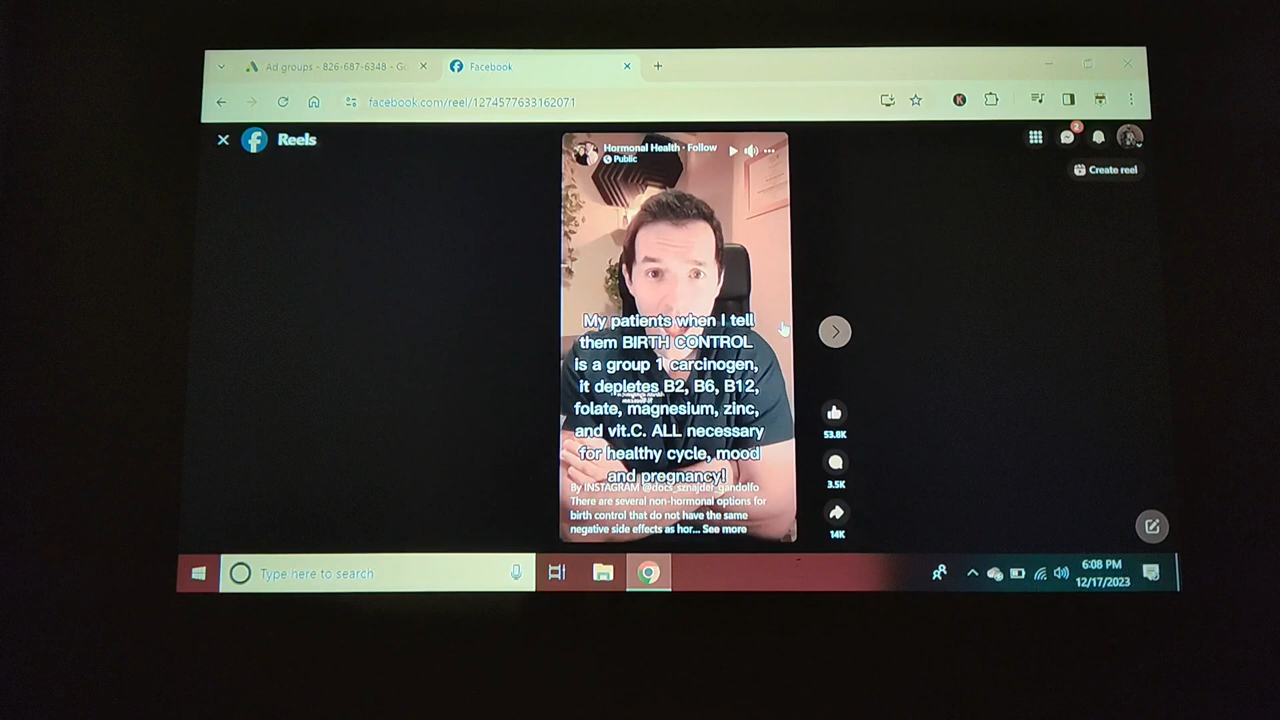 Ad groups - 826-687-6348 - Go
Facebook
facebook.com/reel/1274577633162071
Reels
2
Create reel
Hormonal Health · Follow
Public
My patients when I tell
them BIRTH CONTROL
is a group 1 carcinogen,
it depletes B2, B6, B12,
folate, magnesium, zinc,
and vit.C. ALL necessary
for healthy cycle, mood
and pregnancy!
By INSTAGRAM @docs_sznajder_gandolfo
There are several non-hormonal options for
birth control that do not have the same
negative side effects as hor... See more
53.8K
3.5K
14K
Type here to search
6:08 PM
12/17/2023